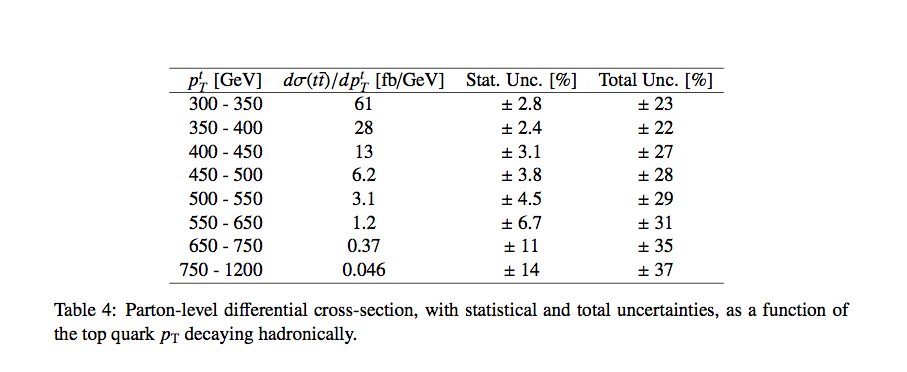 p_T^t [GeV] dσ(tt̄)/dp_T^t [fb/GeV] Stat. Unc. [%] Total Unc. [%]
300 - 350 61 ± 2.8 ± 23
350 - 400 28 ± 2.4 ± 22
400 - 450 13 ± 3.1 ± 27
450 - 500 6.2 ± 3.8 ± 28
500 - 550 3.1 ± 4.5 ± 29
550 - 650 1.2 ± 6.7 ± 31
650 - 750 0.37 ± 11 ± 35
750 - 1200 0.046 ± 14 ± 37
Table 4: Parton-level differential cross-section, with statistical and total uncertainties, as a function of
the top quark p_T decaying hadronically.